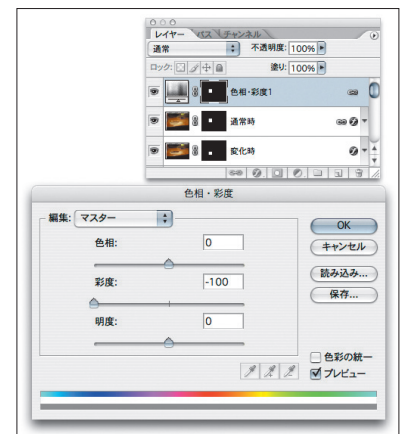 レイヤー パス チャンネル
通常 不透明度: 100%
ロック: 塗り: 100%
色相・彩度1
通常時
変化時
色相・彩度
編集: マスター
OK
色相: 0
キャンセル
彩度: -100
読み込み...
保存...
明度: 0
色彩の統一
プレビュー